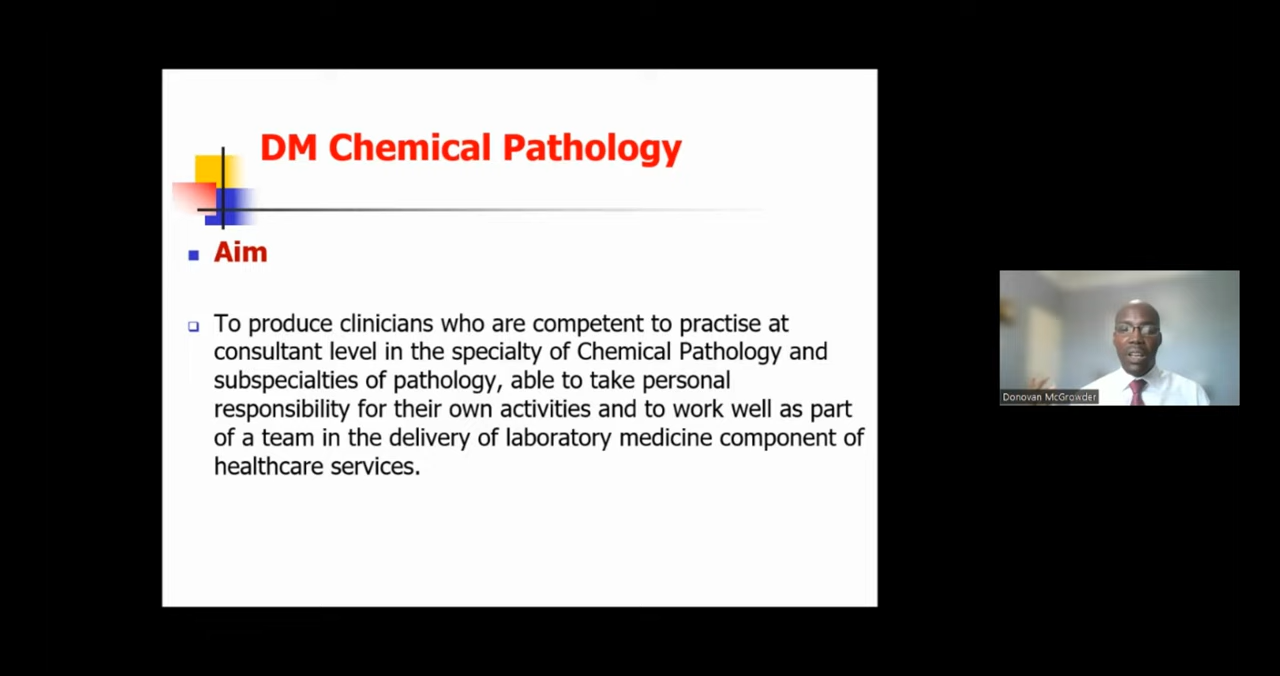 DM Chemical Pathology
Aim
To produce clinicians who are competent to practise at
consultant level in the specialty of Chemical Pathology and
subspecialties of pathology, able to take personal
responsibility for their own activities and to work well as part
of a team in the delivery of laboratory medicine component of
healthcare services.
Donovan McGrowder